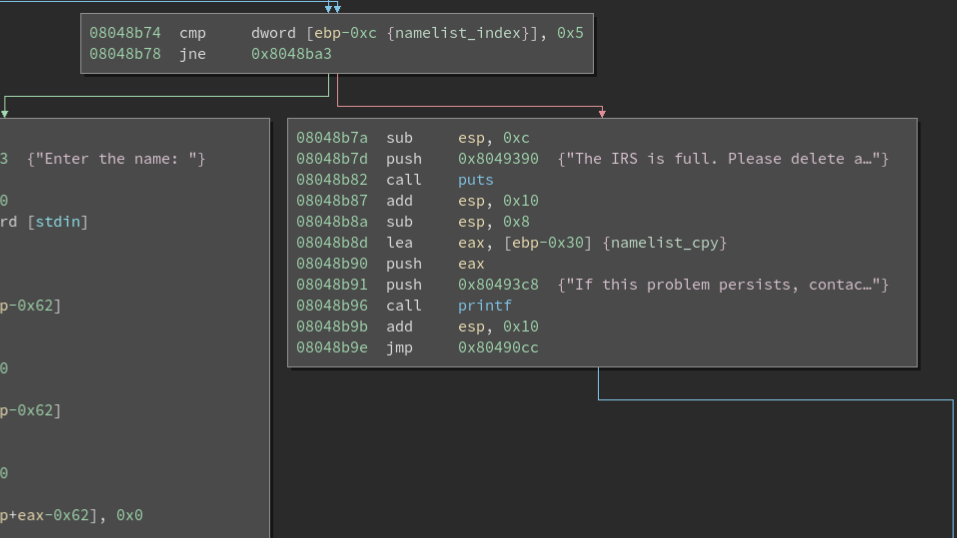 08048b74 cmp dword [ebp-0xc {namelist_index}], 0x5
08048b78 jne 0x8048ba3
3 {"Enter the name: "}
0
rd [stdin]
p-0x62]
0
p-0x62]
0
p+eax-0x62], 0x0
08048b7a sub esp, 0xc
08048b7d push 0x8049390 {"The IRS is full. Please delete a…"}
08048b82 call puts
08048b87 add esp, 0x10
08048b8a sub esp, 0x8
08048b8d lea eax, [ebp-0x30] {namelist_cpy}
08048b90 push eax
08048b91 push 0x80493c8 {"If this problem persists, contac…"}
08048b96 call printf
08048b9b add esp, 0x10
08048b9e jmp 0x80490cc